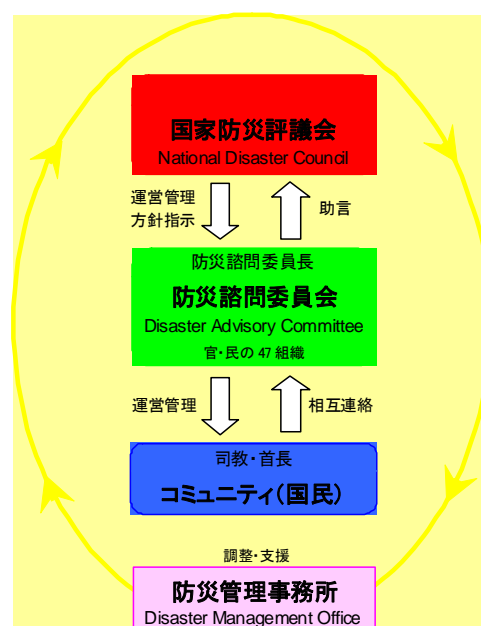 国家防災評議会
National Disaster Council
運営管理
方針指示
助言
防災諮問委員長
防災諮問委員会
Disaster Advisory Committee
官・民の 47 組織
運営管理
相互連絡
司教・首長
コミュニティ(国民)
調整・支援
防災管理事務所
Disaster Management Office